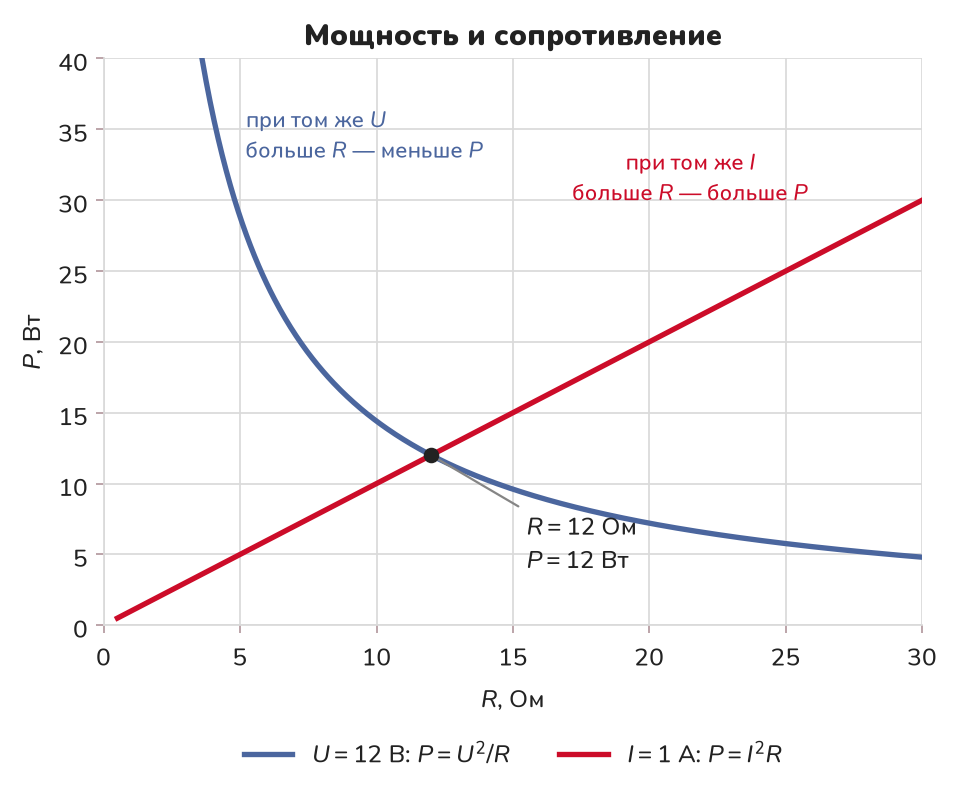 Мощность и сопротивление
40
35
30
25
20
15
10
5
0
P, Вт
при том же U
больше R — меньше P
при том же I
больше R — больше P
R = 12 Ом
P = 12 Вт
0 5 10 15 20 25 30
R, Ом
U = 12 В: P = U²/R
I = 1 А: P = I²R